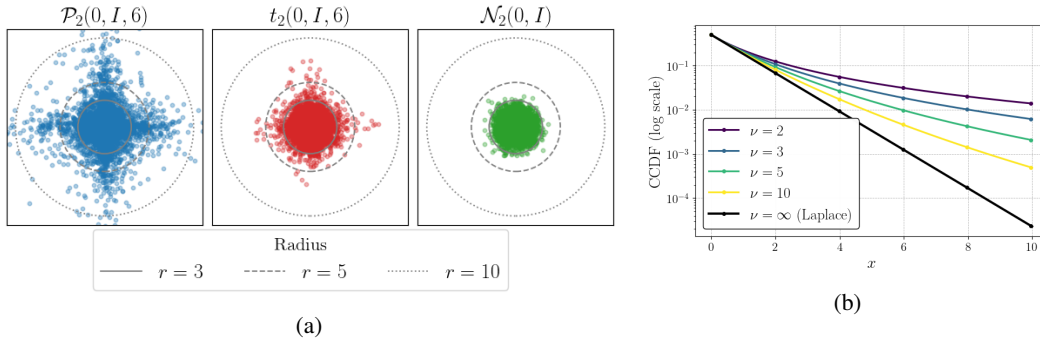 𝒫₂(0, I, 6)
t₂(0, I, 6)
𝒩₂(0, I)
Radius
r = 3
r = 5
r = 10
(a)
CCDF (log scale)
10⁻¹
10⁻²
10⁻³
10⁻⁴
ν = 2
ν = 3
ν = 5
ν = 10
ν = ∞ (Laplace)
0 2 4 6 8 10
x
(b)